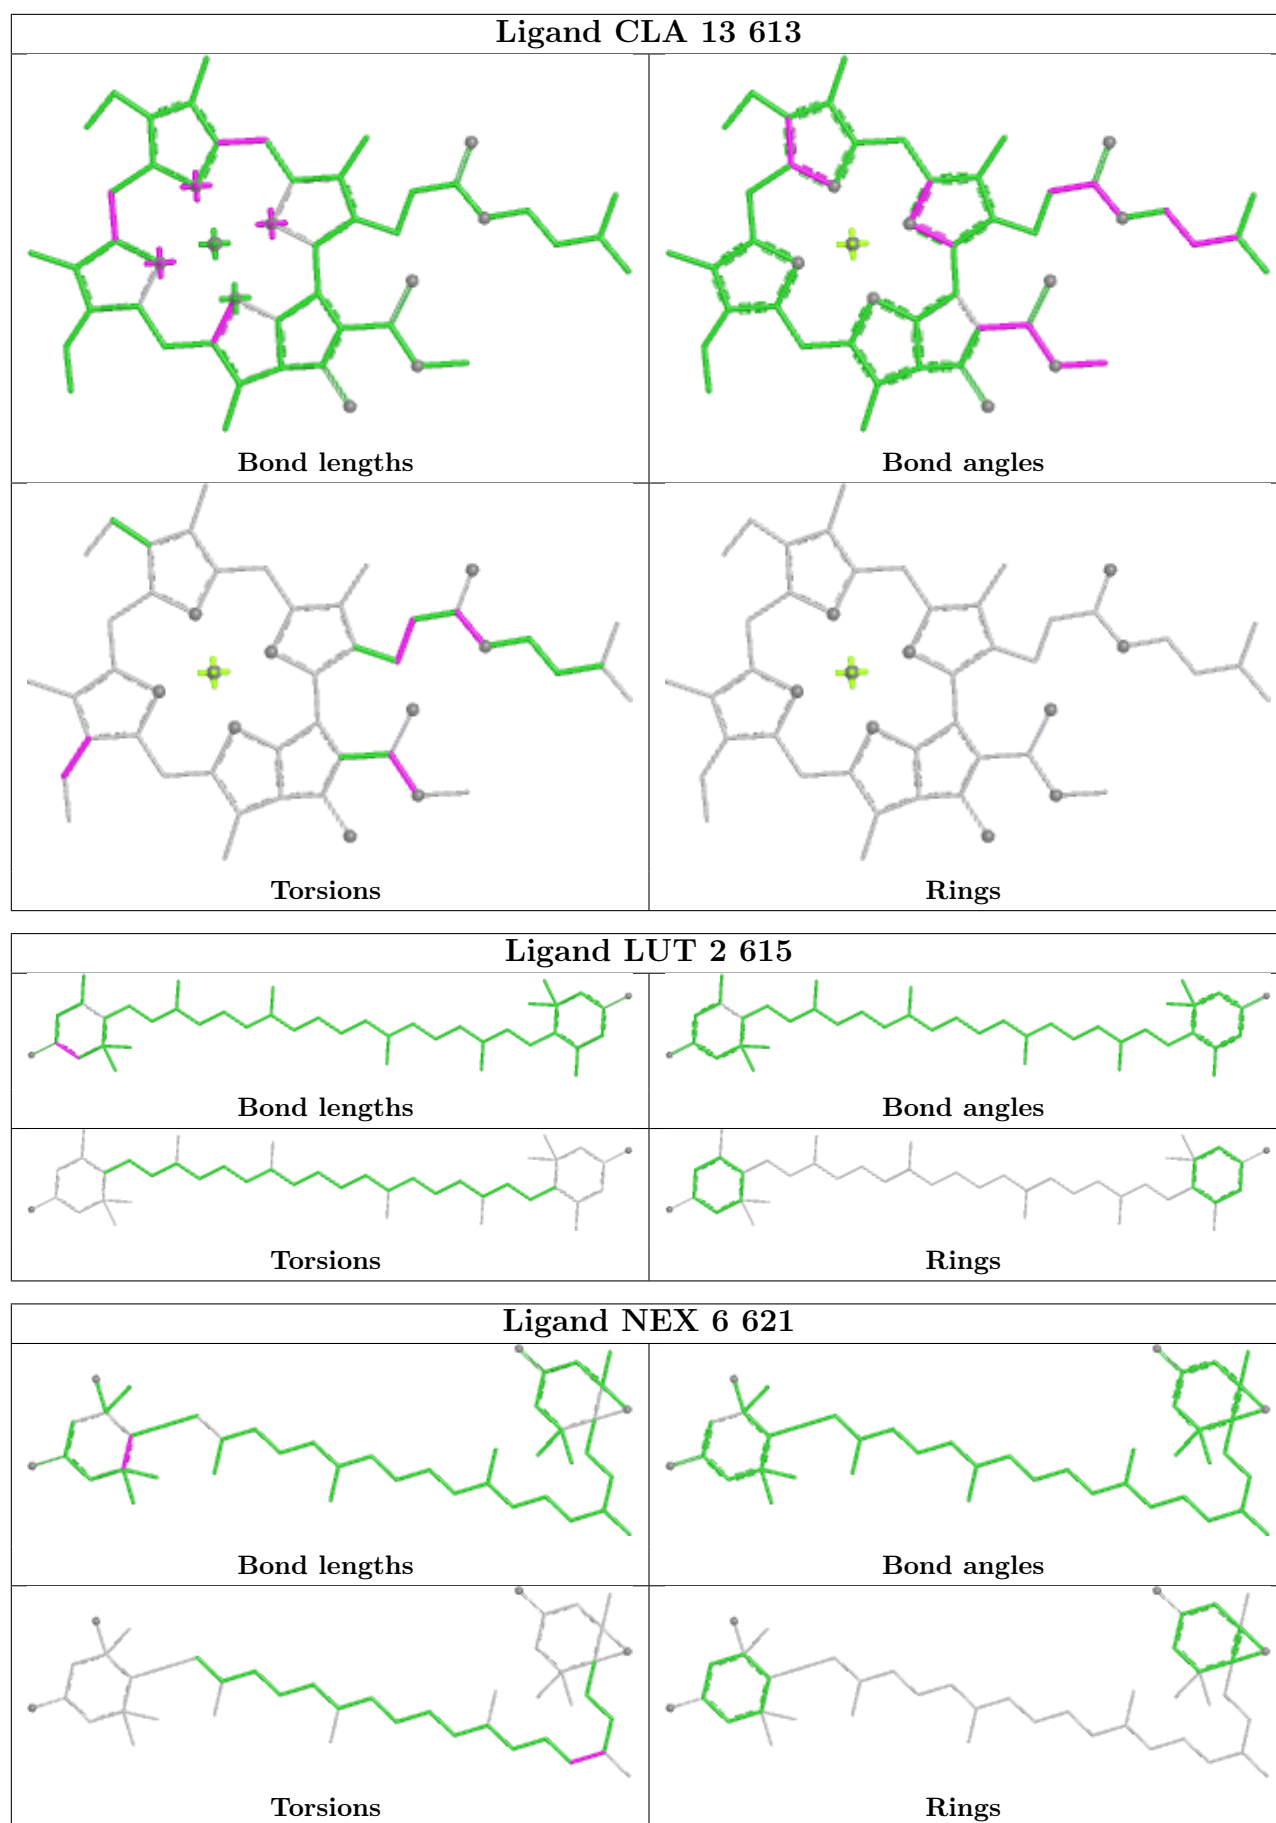 Ligand CLA 13 613
Bond lengths
Bond angles
Torsions
Rings
Ligand LUT 2 615
Bond lengths
Bond angles
Torsions
Rings
Ligand NEX 6 621
Bond lengths
Bond angles
Torsions
Rings